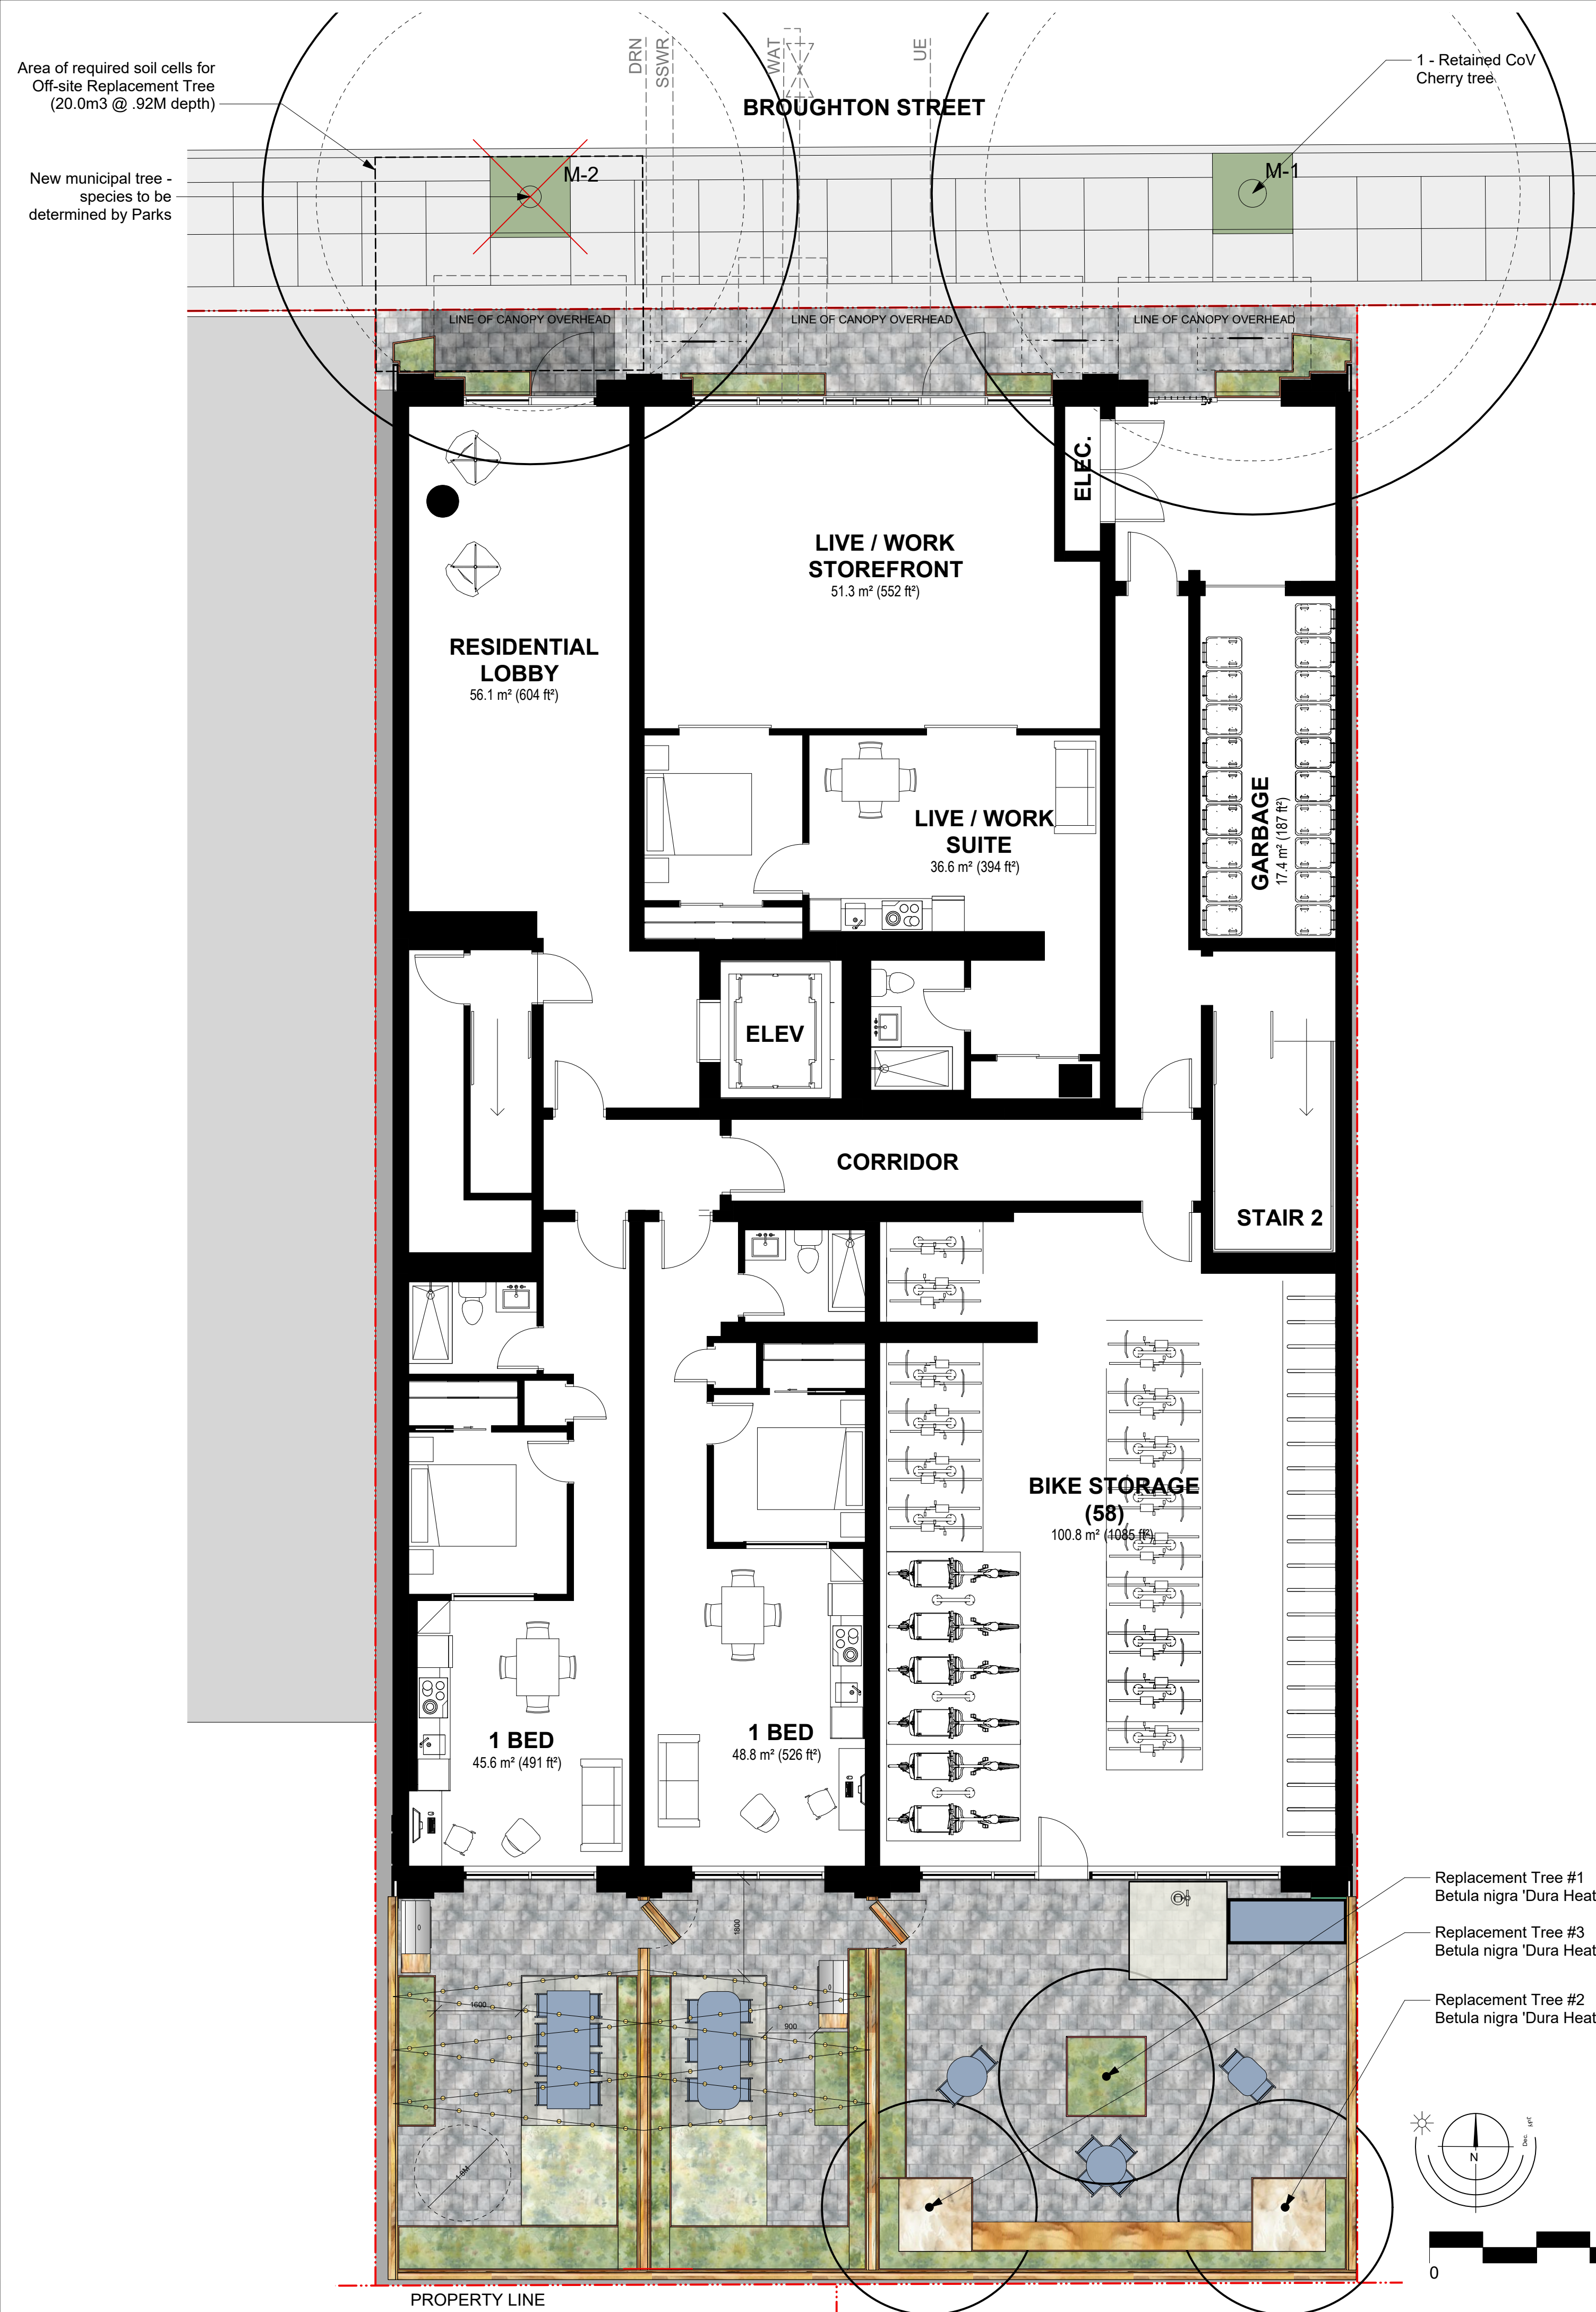 DRN
SSWR
WAT
UE
Area of required soil cells for
Off-site Replacement Tree
(20.0m3 @ .92M depth)
1 - Retained CoV
Cherry tree
BROUGHTON STREET
New municipal tree -
species to be
determined by Parks
M-2
M-1
LINE OF CANOPY OVERHEAD
LINE OF CANOPY OVERHEAD
LINE OF CANOPY OVERHEAD
ELEC.
LIVE / WORK
STOREFRONT
51.3 m² (552 ft²)
RESIDENTIAL
LOBBY
56.1 m² (604 ft²)
LIVE / WORK
SUITE
36.6 m² (394 ft²)
GARBAGE
17.4 m² (187 ft²)
ELEV
CORRIDOR
STAIR 2
BIKE STORAGE
(58)
100.8 m² (1085 ft²)
1 BED
45.6 m² (491 ft²)
1 BED
48.8 m² (526 ft²)
Replacement Tree #1
Betula nigra 'Dura Heat
Replacement Tree #3
Betula nigra 'Dura Heat
Replacement Tree #2
Betula nigra 'Dura Heat
1800
1600
900
1.8M
Dec.
N
0
PROPERTY LINE